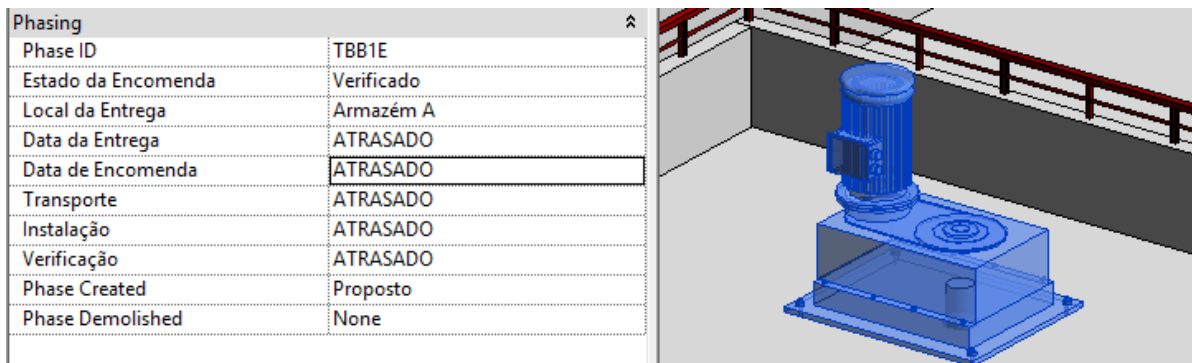 Phasing
Phase ID TBB1E
Estado da Encomenda Verificado
Local da Entrega Armazém A
Data da Entrega ATRASADO
Data de Encomenda ATRASADO
Transporte ATRASADO
Instalação ATRASADO
Verificação ATRASADO
Phase Created Proposto
Phase Demolished None